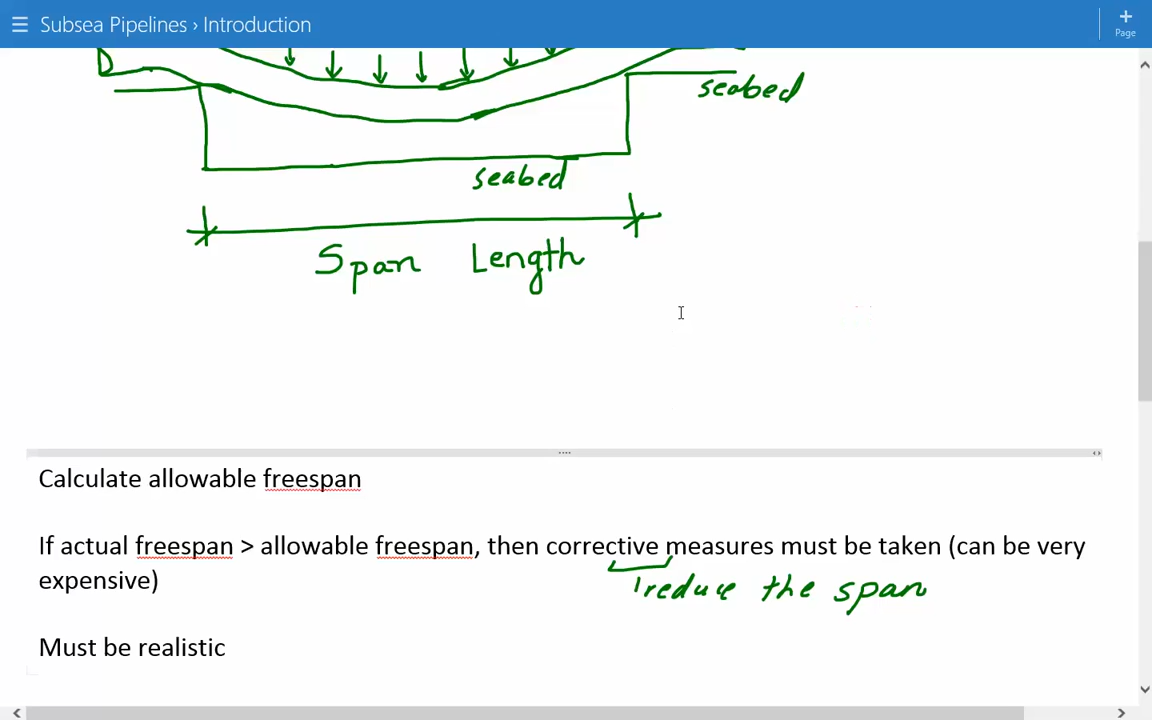 Subsea Pipelines › Introduction
Page
D
seabed
seabed
Span Length
Calculate allowable freespan
If actual freespan > allowable freespan, then corrective measures must be taken (can be very
expensive)
reduce the span
Must be realistic